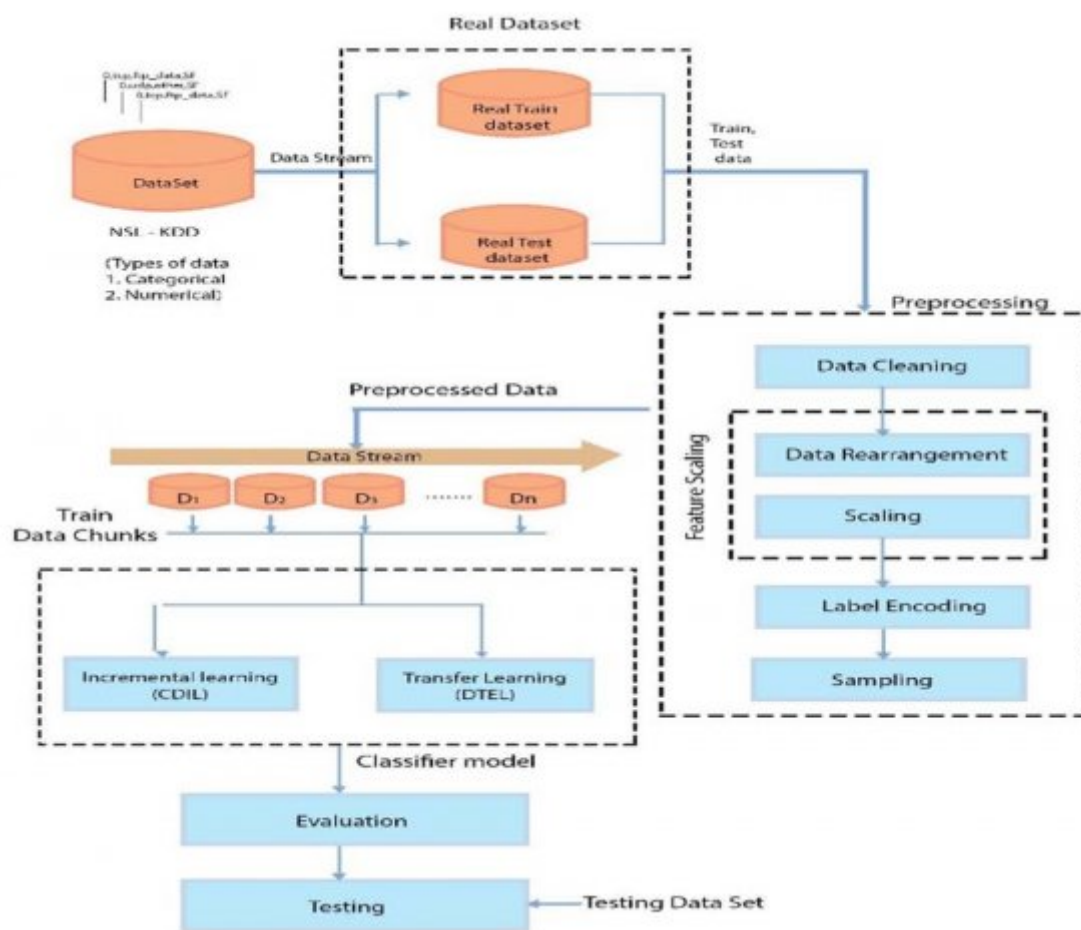 Real Dataset
DataSet
NSL - KDD
(Types of data
1. Categorical
2. Numerical)
Data Stream
Real Train
dataset
Real Test
dataset
Train,
Test
data
Preprocessing
Data Cleaning
Feature Scaling
Data Rearrangement
Scaling
Label Encoding
Sampling
Preprocessed Data
Data Stream
D1
D2
D3
.......
Dn
Train
Data Chunks
Incremental learning
(CDIL)
Transfer Learning
(DTEL)
Classifier model
Evaluation
Testing
Testing Data Set